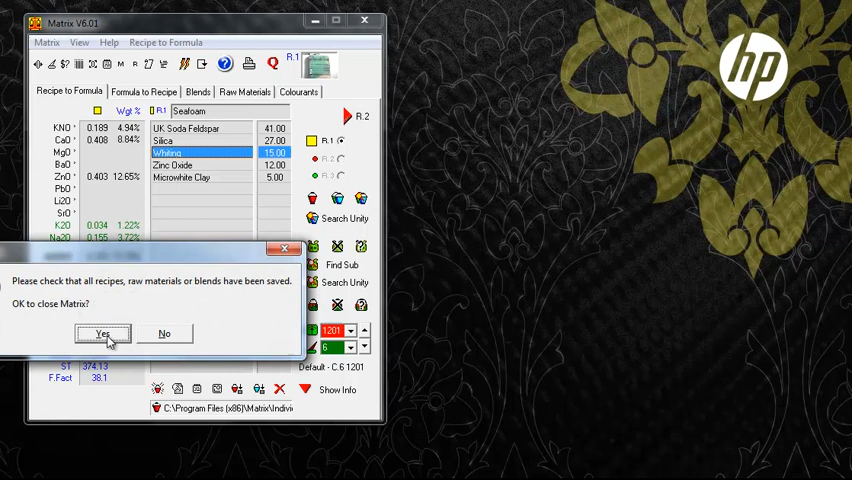 Matrix V6.01
Matrix View Help Recipe to Formula
$? M R 27 ? Q R.1
Recipe to Formula Formula to Recipe Blends Raw Materials Colourants
Wgt % R.1 Seafoam
R.2
KNO * 0.189 4.94% UK Soda Feldspar 41.00
CaO * 0.408 8.84% Silica 27.00 R.1
MgO * Whiting 15.00 R.2
BaO * Zinc Oxide 12.00
ZnO * 0.403 12.65% Microwhite Clay 5.00 R.3
PbO *
Li2O *
SrO *
Search Unity
K2O 0.034 1.22%
Na2O 0.155 3.72%
Find Sub
Search Unity
Please check that all recipes, raw materials or blends have been saved.
OK to close Matrix?
Yes No
1201
6
ST 374.13 Default - C.6 1201
F.Fact 38.1
Show Info
C:\Program Files (x86)\Matrix\Indivi
hp